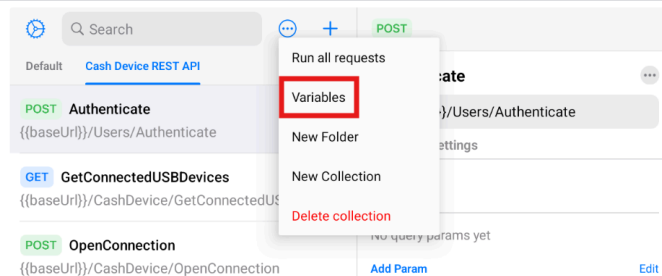 Search
POST
Default
Cash Device REST API
Run all requests
Variables
New Folder
New Collection
Delete collection
POST Authenticate
{{baseUrl}}/Users/Authenticate
GET GetConnectedUSBDevices
{{baseUrl}}/CashDevice/GetConnectedUS
POST OpenConnection
{{baseUrl}}/CashDevice/OpenConnection
cate
}/Users/Authenticate
ettings
No query params yet
Add Param
Edit